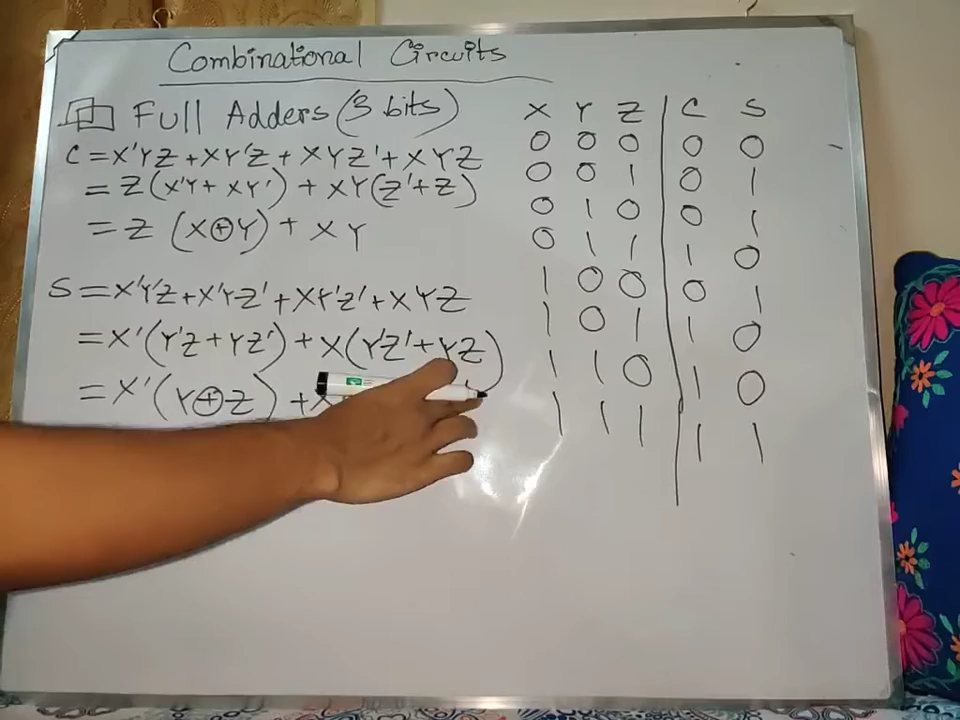 Combinational Circuits
Full Adders (3 bits)
C = X'YZ + XY'Z + XYZ' + XYZ
= Z(X'Y + XY') + XY(Z'+Z)
= Z (X⊕Y) + XY
S = X'Y'Z + X'YZ' + XY'Z' + XYZ
= X'(Y'Z + YZ') + X(Y'Z' + YZ)
= X'(Y⊕Z) + X
X Y Z C S
0 0 0 0 0
0 0 1 0 1
0 1 0 0 1
0 1 1 1 0
1 0 0 0 1
1 0 1 1 0
1 1 0 1 0
1 1 1 1 1